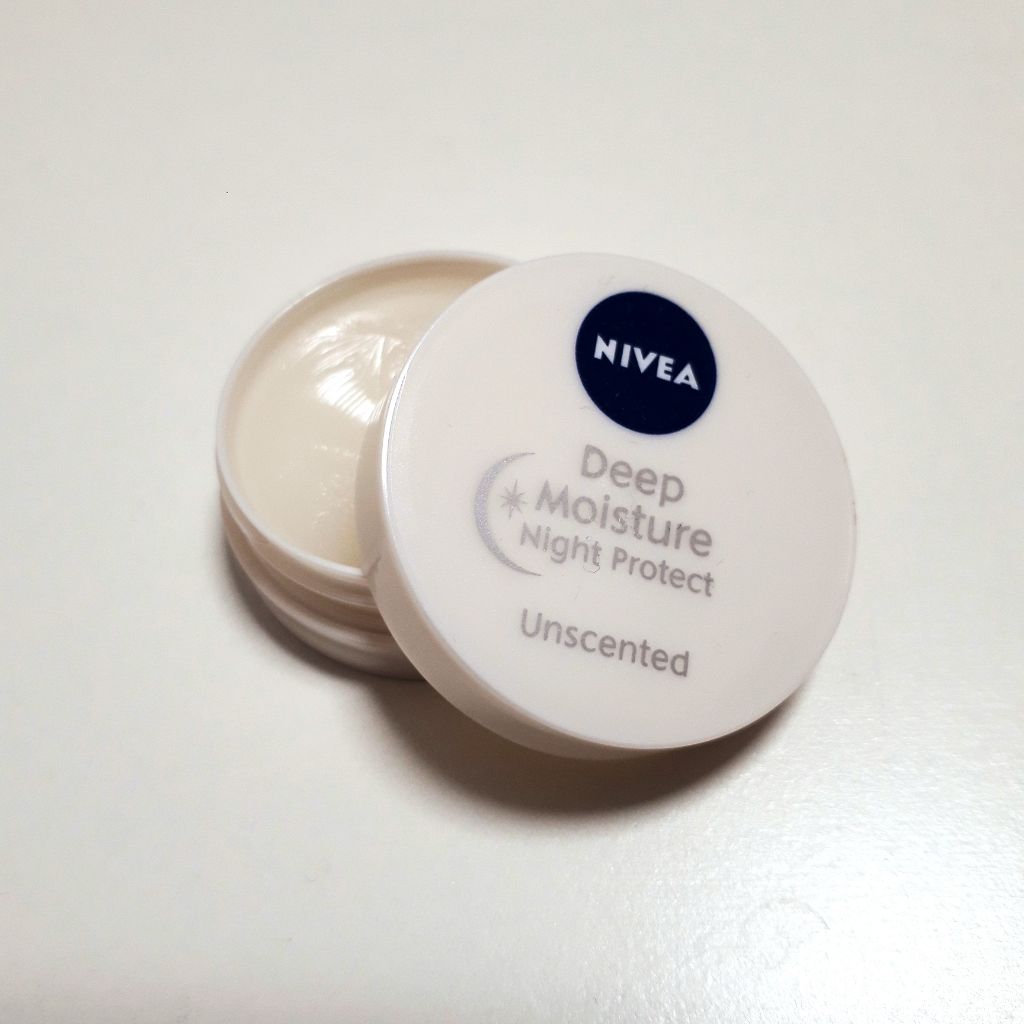 NIVEA
Deep
Moisture
Night Protect
Unscented